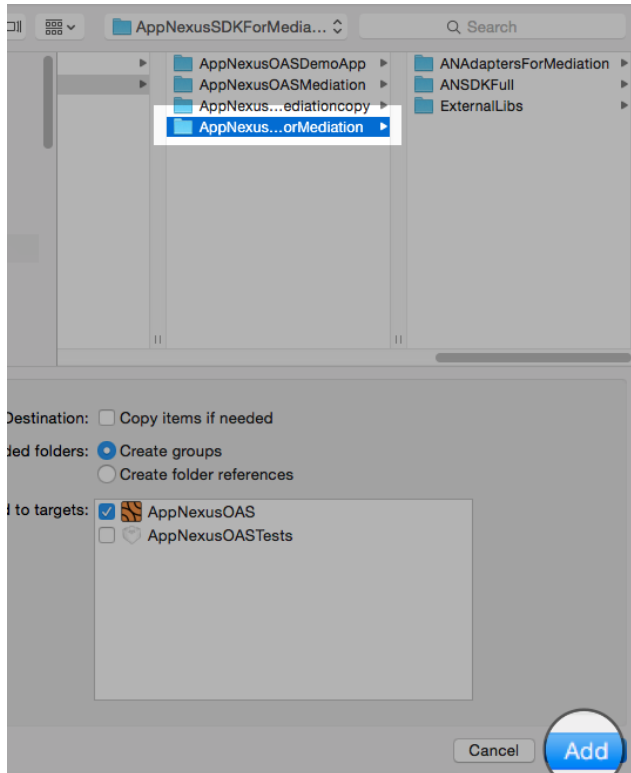 AppNexusSDKForMedia...
Search
AppNexusOASDemoApp
AppNexusOASMediation
AppNexus...ediationcopy
AppNexus...orMediation
ANAdaptersForMediation
ANSDKFull
ExternalLibs
Destination: Copy items if needed
ded folders: Create groups
Create folder references
d to targets: AppNexusOAS
AppNexusOASTests
Cancel Add